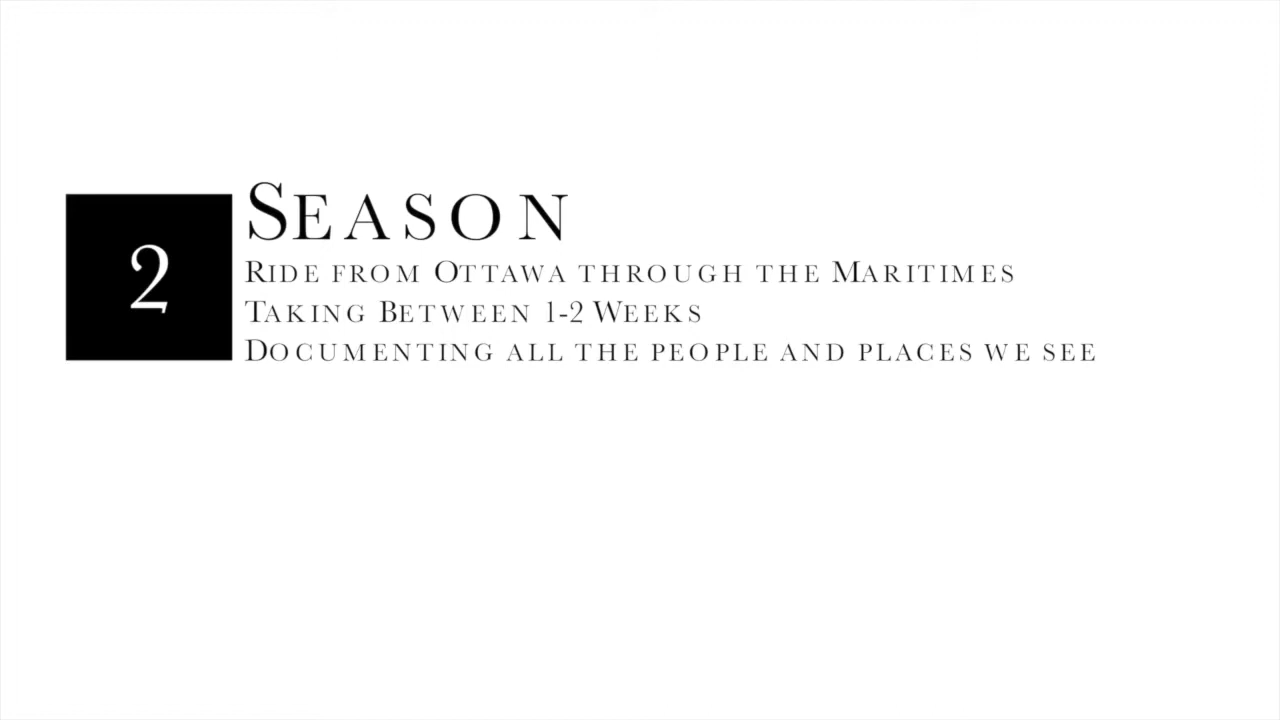 2
SEASON
RIDE FROM OTTAWA THROUGH THE MARITIMES
TAKING BETWEEN 1-2 WEEKS
DOCUMENTING ALL THE PEOPLE AND PLACES WE SEE